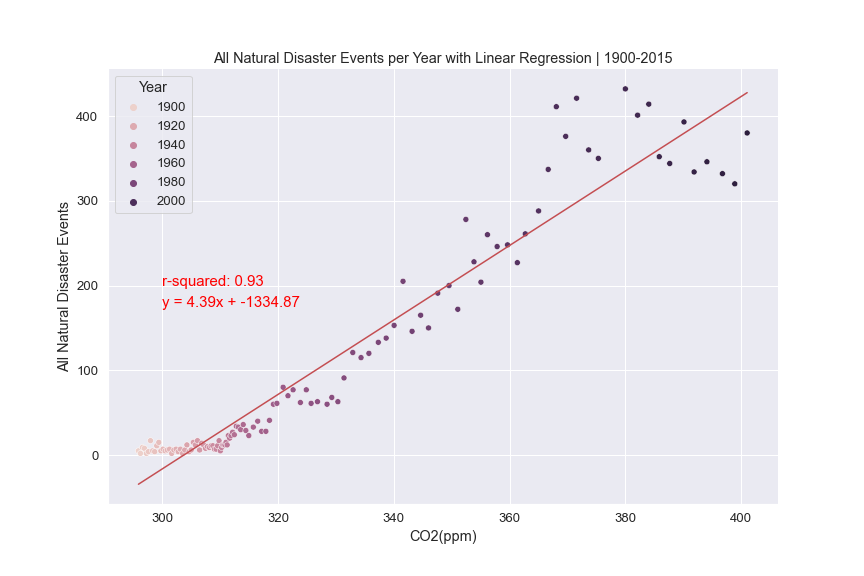 All Natural Disaster Events per Year with Linear Regression | 1900-2015
Year
1900
1920
1940
1960
1980
2000
r-squared: 0.93
y = 4.39x + -1334.87
All Natural Disaster Events
400
300
200
100
0
300 320 340 360 380 400
CO2(ppm)